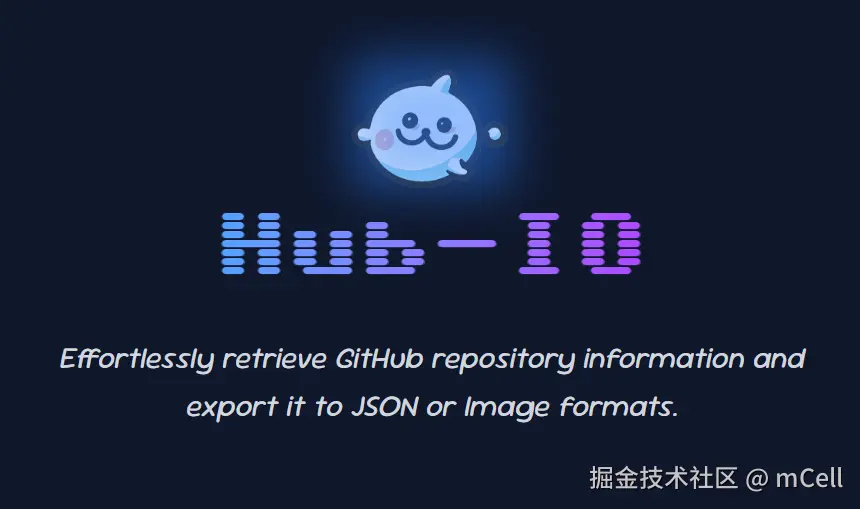 Hub-IO
Effortlessly retrieve GitHub repository information and
export it to JSON or Image formats.
掘金技术社区 @ mCell